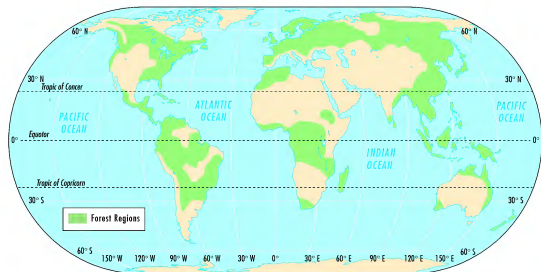 60° N
60° N
30° N
30° N
Tropic of Cancer
ATLANTIC
OCEAN
PACIFIC
OCEAN
PACIFIC
OCEAN
Equator
0°
0°
INDIAN
OCEAN
Tropic of Capricorn
30° S
30° S
Forest Regions
60° S
60° S
150° W 120° W 90° W 60° W 30° W 0° 30° E 60° E 90° E 120° E 150° E